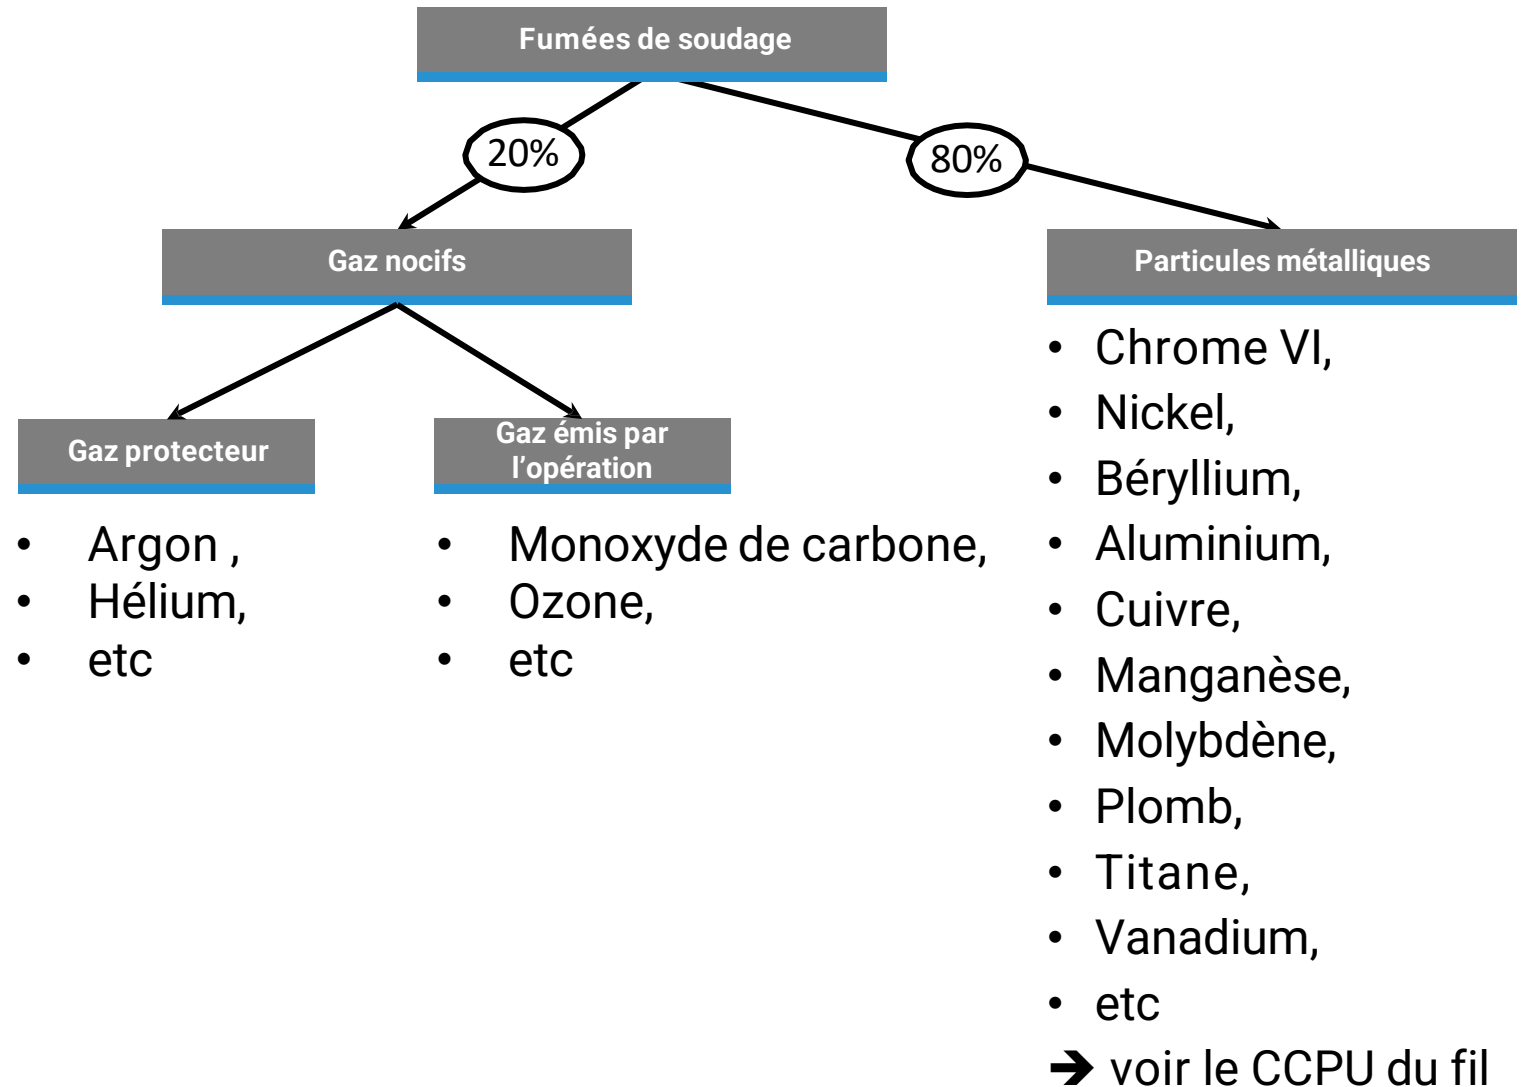 Fumées de soudage
20%
80%
Gaz nocifs
Particules métalliques
Gaz protecteur
Gaz émis par
l’opération
• Argon ,
• Hélium,
• etc
• Monoxyde de carbone,
• Ozone,
• etc
• Chrome VI,
• Nickel,
• Béryllium,
• Aluminium,
• Cuivre,
• Manganèse,
• Molybdène,
• Plomb,
• Titane,
• Vanadium,
• etc
➔ voir le CCPU du fil